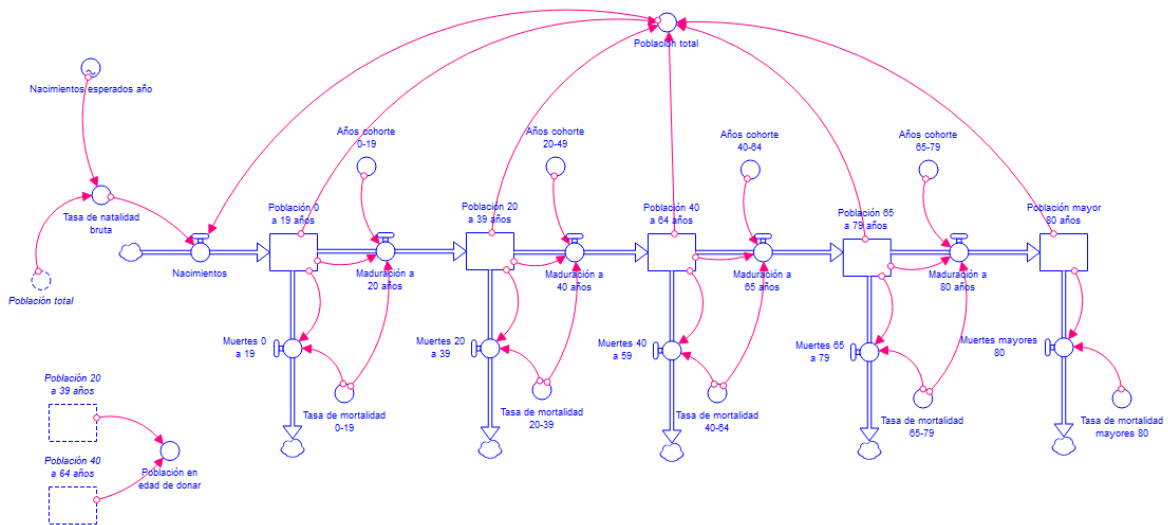 Población total
Nacimientos esperados año
Años cohorte
0-19
Años cohorte
20-49
Años cohorte
40-64
Años cohorte
65-79
Tasa de natalidad
bruta
Población 0
a 19 años
Población 20
a 39 años
Población 40
a 64 años
Población 65
a 79 años
Población mayor
80 años
Nacimientos
Maduración a
20 años
Maduración a
40 años
Maduración a
65 años
Maduración a
80 años
Población total
Muertes 0
a 19
Muertes 20
a 39
Muertes 40
a 59
Muertes 65
a 79
Muertes mayores
80
Tasa de mortalidad
0-19
Tasa de mortalidad
20-39
Tasa de mortalidad
40-64
Tasa de mortalidad
65-79
Tasa de mortalidad
mayores 80
Población 20
a 39 años
Población 40
a 64 años
Población en
edad de donar